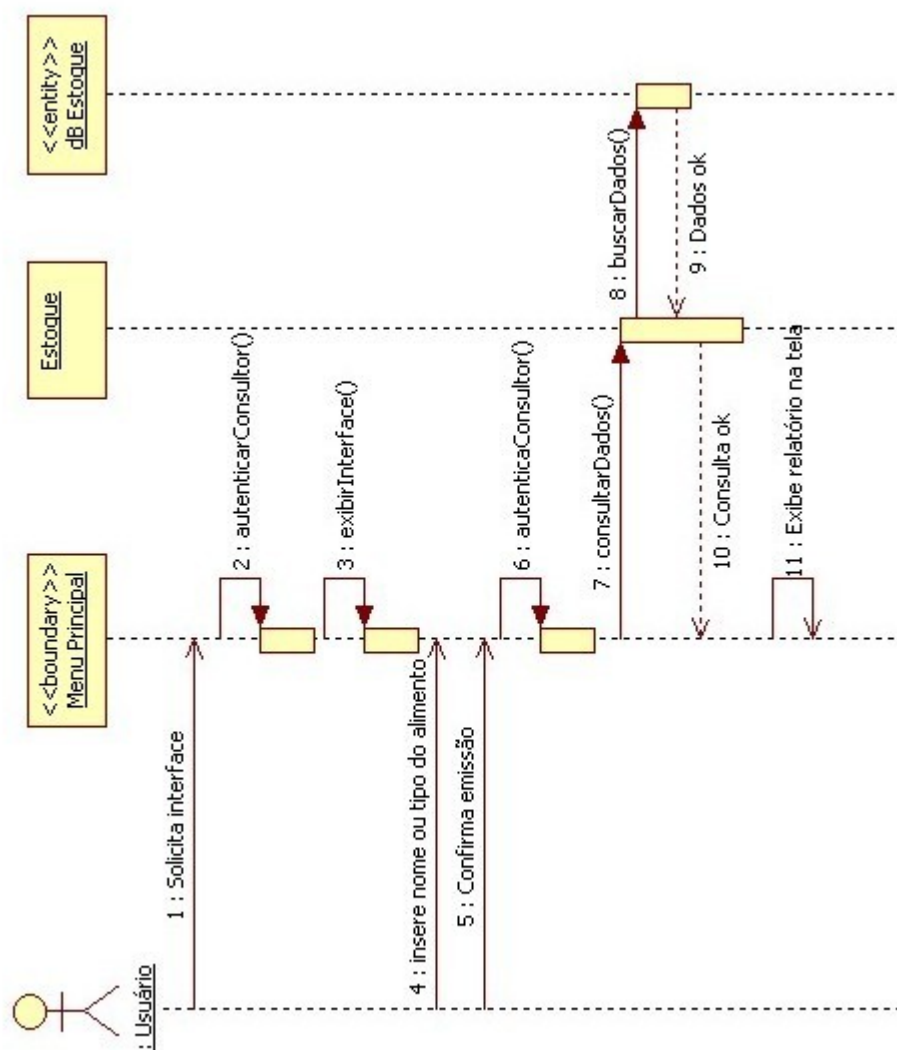 : Usuário
<<boundary>>
Menu Principal
Estoque
<<entity>>
dB Estoque
1 : Solicita interface
2 : autenticarConsultor()
3 : exibirInterface()
4 : insere nome ou tipo do alimento
5 : Confirma emissão
6 : autenticaConsultor()
7 : consultarDados()
8 : buscarDados()
9 : Dados ok
10 : Consulta ok
11 : Exibe relatório na tela